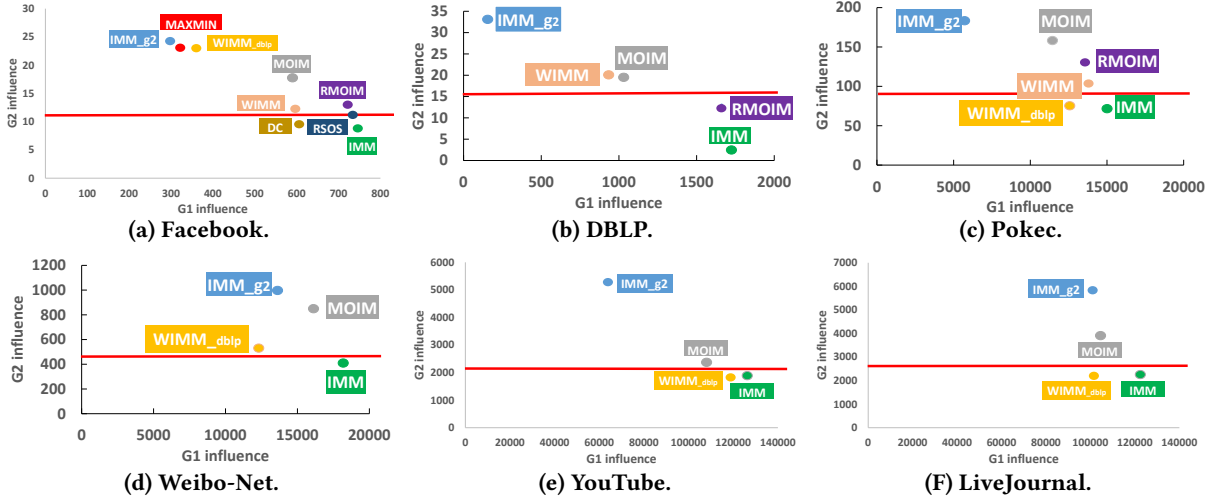 G2 influence
30
25
20
15
10
5
0
MAXMIN
IMM_g2
WIMM_dblp
MOIM
RMOIM
WIMM
DC
RSOS
IMM
0 100 200 300 400 500 600 700 800
G1 influence
(a) Facebook.
G2 influence
35
30
25
20
15
10
5
0
IMM_g2
WIMM
MOIM
RMOIM
IMM
0 500 1000 1500 2000
G1 influence
(b) DBLP.
G2 influence
200
150
100
50
0
IMM_g2
MOIM
RMOIM
WIMM
WIMM_dblp
IMM
0 5000 10000 15000 20000
G1 influence
(c) Pokec.
G2 influence
1200
1000
800
600
400
200
0
IMM_g2
MOIM
WIMM_dblp
IMM
0 5000 10000 15000 20000
G1 influence
(d) Weibo-Net.
G2 influence
6000
5000
4000
3000
2000
1000
0
IMM_g2
MOIM
WIMM_dblp
IMM
0 20000 40000 60000 80000 100000 120000 140000
G1 influence
(e) YouTube.
G2 influence
7000
6000
5000
4000
3000
2000
1000
0
IMM_g2
MOIM
WIMM_dblp
IMM
0 20000 40000 60000 80000 100000 120000 140000
G1 influence
(F) LiveJournal.